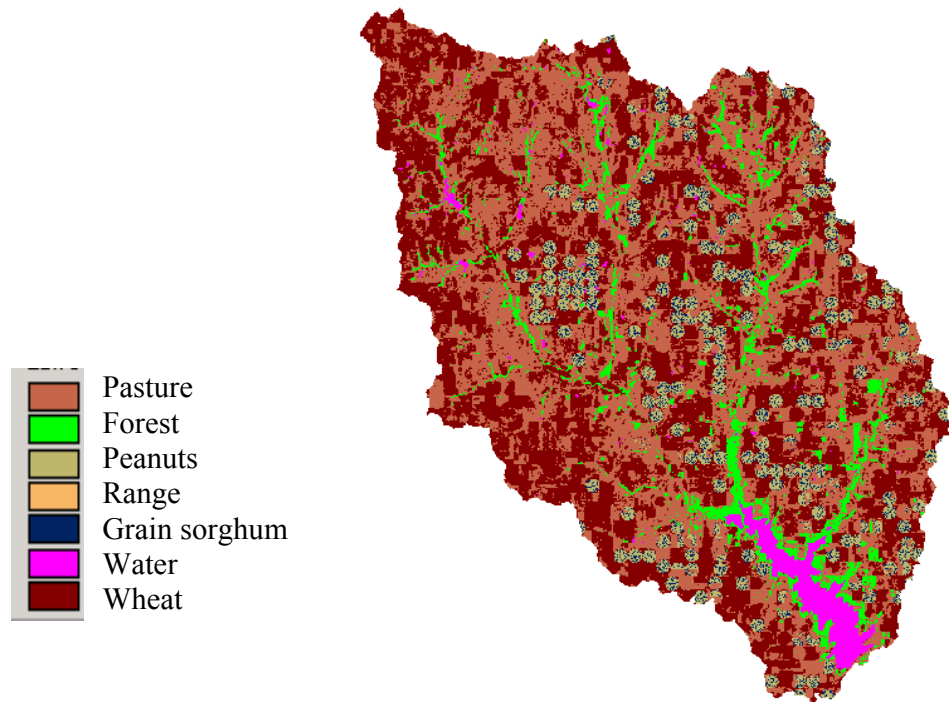 Pasture
Forest
Peanuts
Range
Grain sorghum
Water
Wheat